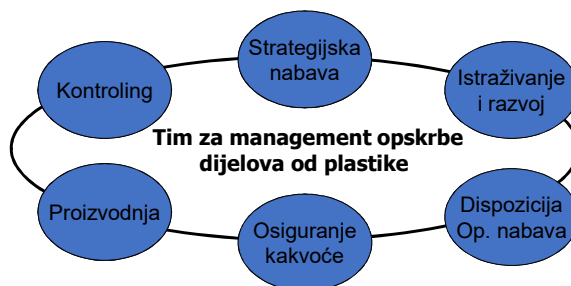 Strategijska
nabava
Kontroling
Istraživanje
i razvoj
Tim za management opskrbe
dijelova od plastike
Proizvodnja
Dispozicija
Op. nabava
Osiguranje
kakvoće